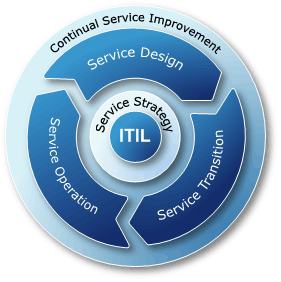 Continual Service Improvement
Service Design
Service Strategy
ITIL
Service Operation
Service Transition